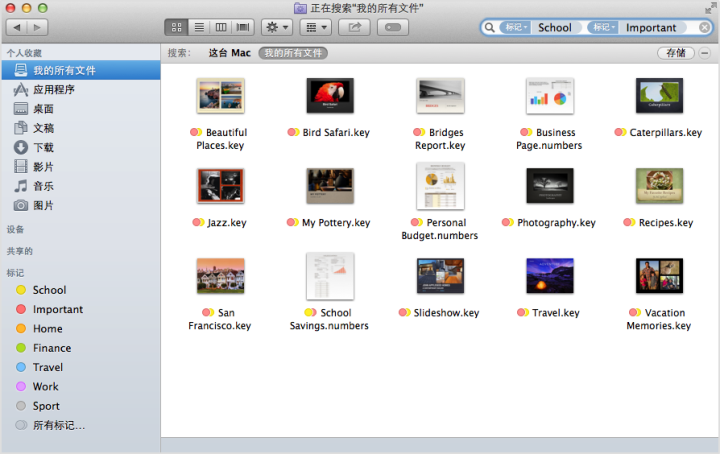 正在搜索“我的所有文件”
标记 School 标记 Important
个人收藏
我的所有文件
应用程序
桌面
文稿
下载
影片
音乐
图片
设备
共享的
标记
School
Important
Home
Finance
Travel
Work
Sport
所有标记...
搜索: 这台 Mac 我的所有文件 存储
Beautiful
Places.key
Bird Safari.key
Bridges
Report.key
Business
Page.numbers
Caterpillars.key
Jazz.key
My Pottery.key
Personal
Budget.numbers
Photography.key
Recipes.key
San
Francisco.key
School
Savings.numbers
Slideshow.key
Travel.key
Vacation
Memories.key